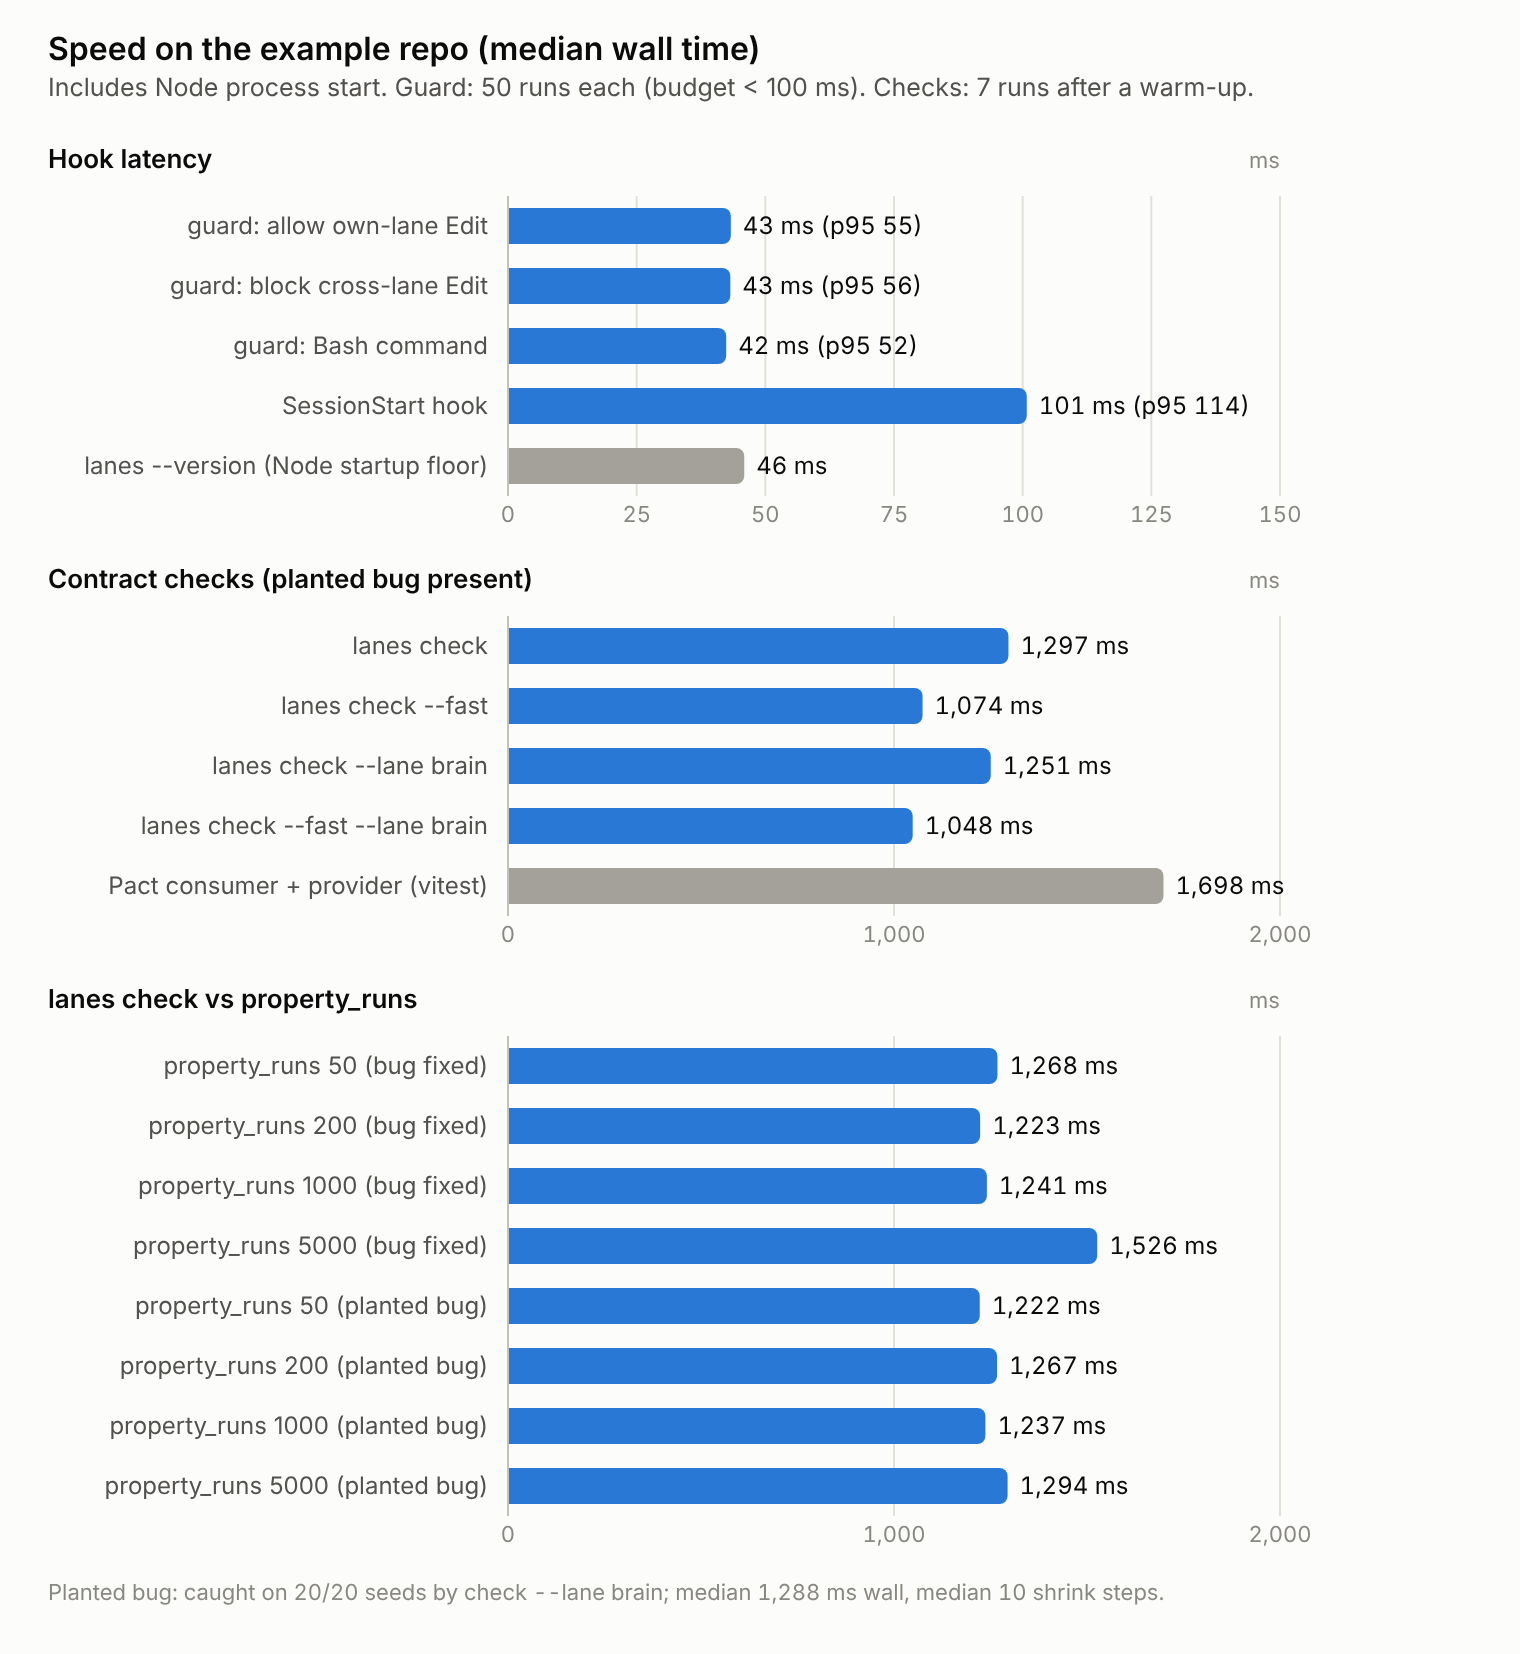 Speed on the example repo (median wall time)
Includes Node process start. Guard: 50 runs each (budget < 100 ms). Checks: 7 runs after a warm-up.
Hook latency
ms
guard: allow own-lane Edit 43 ms (p95 55)
guard: block cross-lane Edit 43 ms (p95 56)
guard: Bash command 42 ms (p95 52)
SessionStart hook 101 ms (p95 114)
lanes --version (Node startup floor) 46 ms
0 25 50 75 100 125 150
Contract checks (planted bug present)
ms
lanes check 1,297 ms
lanes check --fast 1,074 ms
lanes check --lane brain 1,251 ms
lanes check --fast --lane brain 1,048 ms
Pact consumer + provider (vitest) 1,698 ms
0 1,000 2,000
lanes check vs property_runs
ms
property_runs 50 (bug fixed) 1,268 ms
property_runs 200 (bug fixed) 1,223 ms
property_runs 1000 (bug fixed) 1,241 ms
property_runs 5000 (bug fixed) 1,526 ms
property_runs 50 (planted bug) 1,222 ms
property_runs 200 (planted bug) 1,267 ms
property_runs 1000 (planted bug) 1,237 ms
property_runs 5000 (planted bug) 1,294 ms
0 1,000 2,000
Planted bug: caught on 20/20 seeds by check --lane brain; median 1,288 ms wall, median 10 shrink steps.